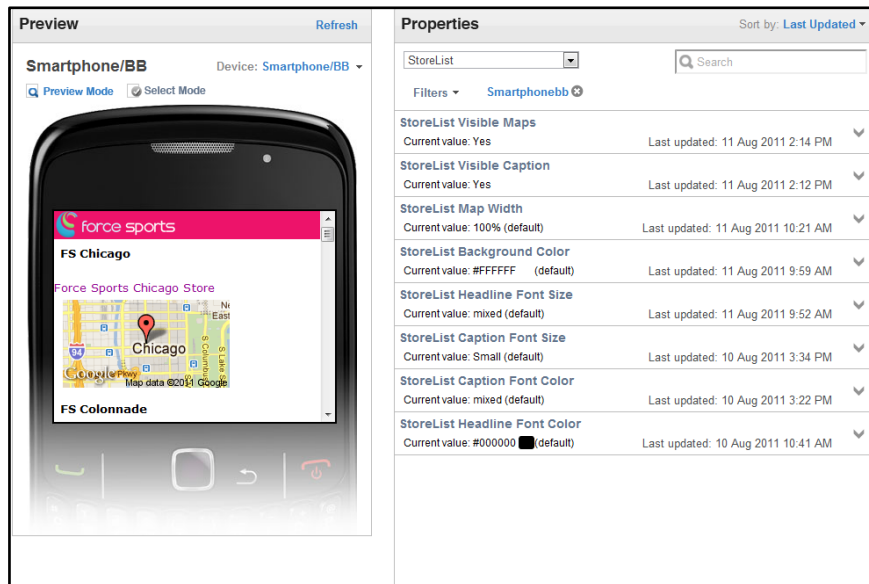 Preview
Refresh
Smartphone/BB
Device: Smartphone/BB
Preview Mode
Select Mode
force sports
FS Chicago
Force Sports Chicago Store
Chicago
94
Pkwy
S Columbus
S Lake S
East
Google
Map data ©2011 Google
FS Colonnade
Properties
Sort by: Last Updated
StoreList
Search
Filters
Smartphonebb
StoreList Visible Maps
Current value: Yes
Last updated: 11 Aug 2011 2:14 PM
StoreList Visible Caption
Current value: Yes
Last updated: 11 Aug 2011 2:12 PM
StoreList Map Width
Current value: 100% (default)
Last updated: 11 Aug 2011 10:21 AM
StoreList Background Color
Current value: #FFFFFF (default)
Last updated: 11 Aug 2011 9:59 AM
StoreList Headline Font Size
Current value: mixed (default)
Last updated: 11 Aug 2011 9:52 AM
StoreList Caption Font Size
Current value: Small (default)
Last updated: 10 Aug 2011 3:34 PM
StoreList Caption Font Color
Current value: mixed (default)
Last updated: 10 Aug 2011 3:22 PM
StoreList Headline Font Color
Current value: #000000 (default)
Last updated: 10 Aug 2011 10:41 AM